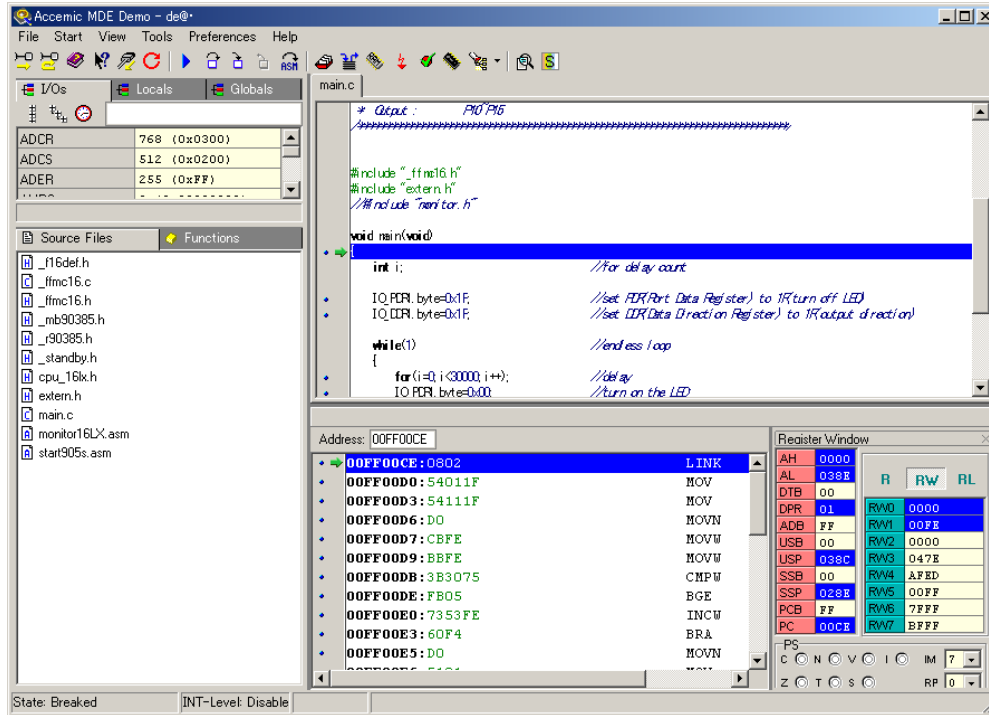 Accemic MDE Demo - de@·
File Start View Tools Preferences Help
ASM
S
I/Os Locals Globals
ADCR 768 (0x0300)
ADCS 512 (0x0200)
ADER 255 (0xFF)
Source Files Functions
_f16def.h
_ffmc16.c
_ffmc16.h
_mb90385.h
_r90385.h
_standby.h
cpu_16lx.h
extern.h
main.c
monitor16LX.asm
start905s.asm
main.c
* Output : P10~P15
#include "_ffmc16.h"
#include "extern.h"
//#include "monitor.h"
void main(void)
{
int i; //for delay count
IO_PDR1.byte=0x1F; //set PDR(Port Data Register) to 1F(turn off LED)
IO_DDR1.byte=0x1F; //set DDR(Data Direction Register) to 1F(output direction)
while(1) //endless loop
{
for(i=0; i<30000; i++); //delay
IO_PDR1.byte=0x00; //turn on the LED
Address: 00FF00CE
00FF00CE:0802 LINK
00FF00D0:54011F MOV
00FF00D3:54111F MOV
00FF00D6:D0 MOVN
00FF00D7:CBFE MOVW
00FF00D9:BBFE MOVW
00FF00DB:3B3075 CMPW
00FF00DE:FB05 BGE
00FF00E0:7353FE INCW
00FF00E3:60F4 BRA
00FF00E5:D0 MOVN
Register Window
AH 0000
AL 038E
DTB 00
DPR 01
ADB FF
USB 00
USP 038C
SSB 00
SSP 028E
PCB FF
PC 00CE
R RW RL
RW0 0000
RW1 00FE
RW2 0000
RW3 047E
RW4 AFED
RW5 00FF
RW6 7FFF
RW7 BFFF
PS
C N V I IM 7
Z T S RP 0
State: Breaked INT-Level: Disable